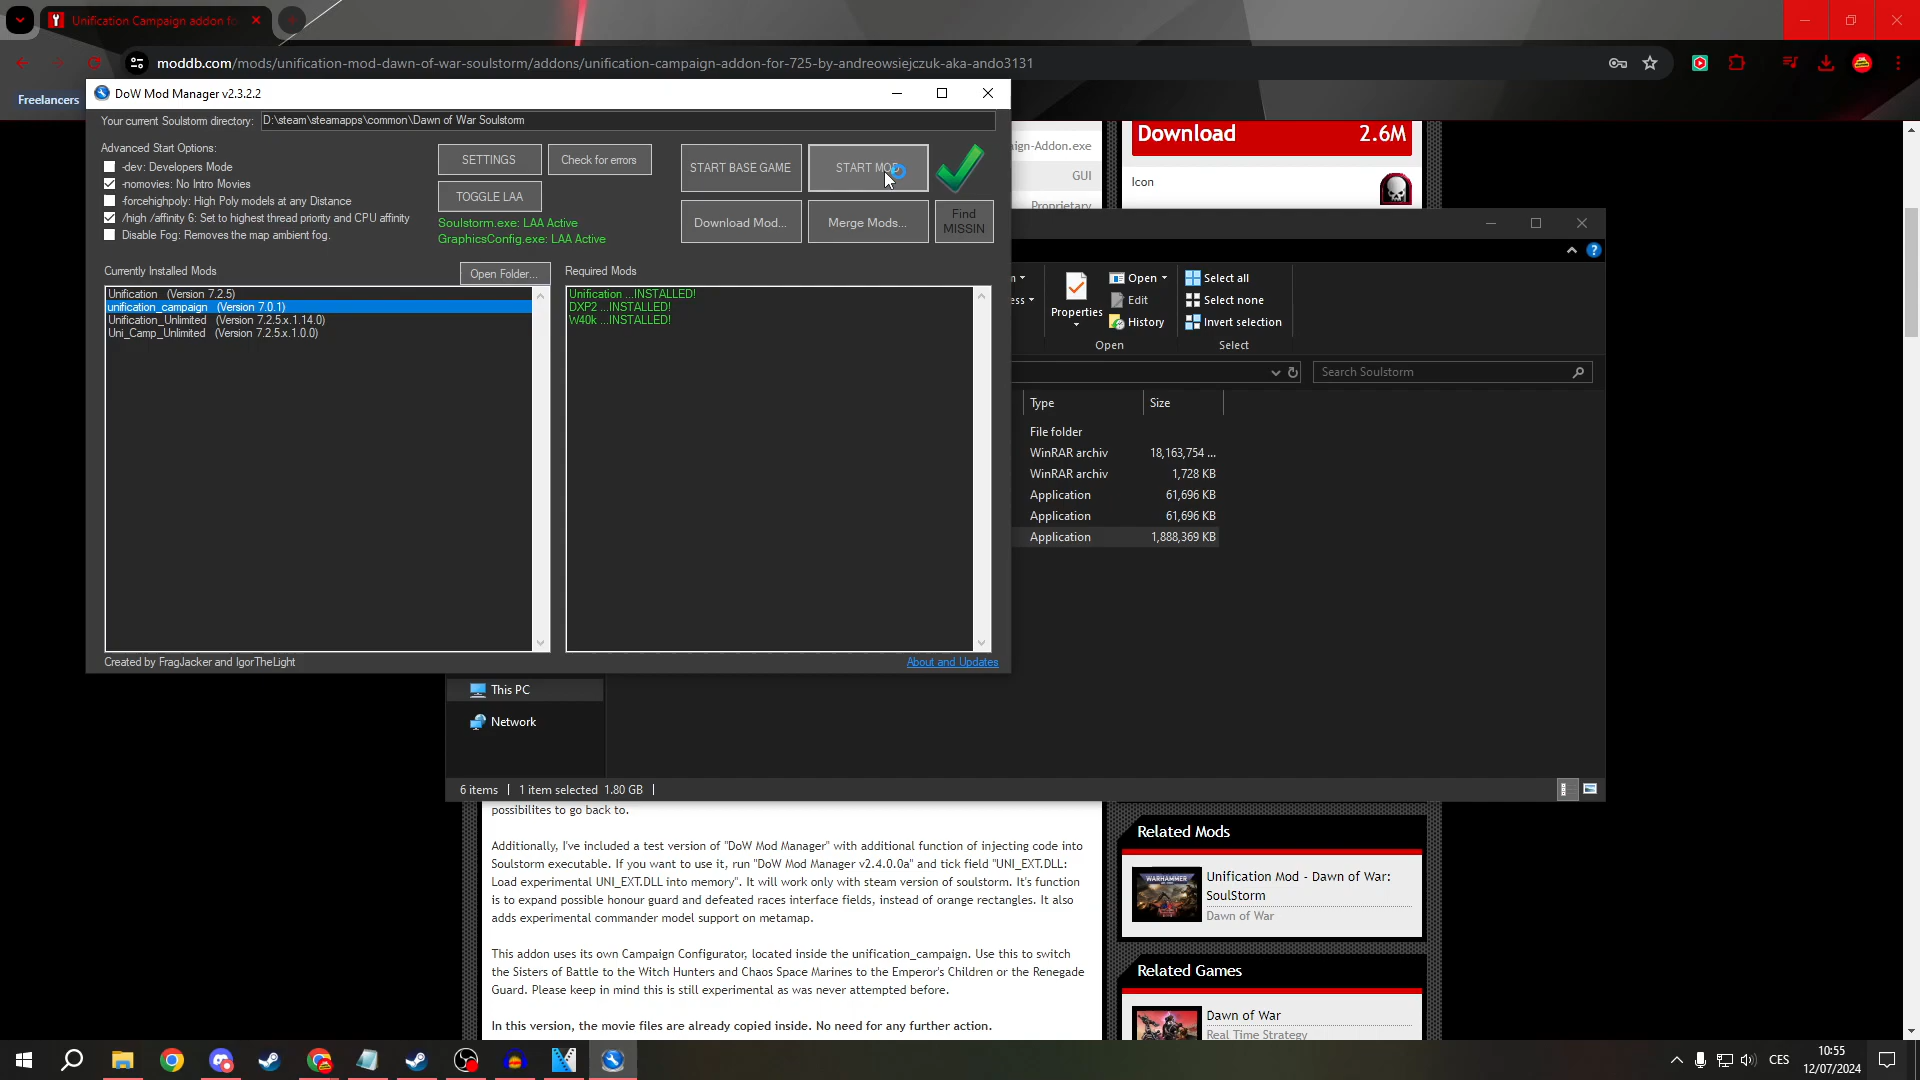 Unification Campaign addon fo
moddb.com/mods/unification-mod-dawn-of-war-soulstorm/addons/unification-campaign-addon-for-725-by-andreowsiejczuk-aka-ando3131
Freelancers
DoW Mod Manager v2.3.2.2
Your current Soulstorm directory: D:\steam\steamapps\common\Dawn of War Soulstorm
Advanced Start Options:
-dev: Developers Mode
-nomovies: No Intro Movies
-forcehighpoly: High Poly models at any Distance
/high /affinity 6: Set to highest thread priority and CPU affinity
Disable Fog: Removes the map ambient fog.
SETTINGS
Check for errors
TOGGLE LAA
Soulstorm.exe: LAA Active
GraphicsConfig.exe: LAA Active
START BASE GAME
START MOD
Download Mod...
Merge Mods...
Find
MISSIN
Currently Installed Mods
Open Folder...
Required Mods
Unification (Version 7.2.5)
unification_campaign (Version 7.0.1)
Unification_Unlimited (Version 7.2.5.x.1.14.0)
Uni_Camp_Unlimited (Version 7.2.5.x.1.0.0)
Unification ...INSTALLED!
DXP2 ...INSTALLED!
W40k ...INSTALLED!
Created by FragJacker and IgorTheLight
About and Updates
ign-Addon.exe
GUI
Proprietary
Download 2.6M
Icon
Properties
Open
Edit
History
Open
Select all
Select none
Invert selection
Select
Search Soulstorm
Type Size
File folder
WinRAR archiv 18,163,754 ...
WinRAR archiv 1,728 KB
Application 61,696 KB
Application 61,696 KB
Application 1,888,369 KB
This PC
Network
6 items 1 item selected 1.80 GB
possibilites to go back to.
Additionally, I've included a test version of "DoW Mod Manager" with additional function of injecting code into
Soulstorm executable. If you want to use it, run "DoW Mod Manager v2.4.0.0a" and tick field "UNI_EXT.DLL:
Load experimental UNI_EXT.DLL into memory". It will work only with steam version of soulstorm. It's function
is to expand possible honour guard and defeated races interface fields, instead of orange rectangles. It also
adds experimental commander model support on metamap.
This addon uses its own Campaign Configurator, located inside the unification_campaign. Use this to switch
the Sisters of Battle to the Witch Hunters and Chaos Space Marines to the Emperor's Children or the Renegade
Guard. Please keep in mind this is still experimental as was never attempted before.
In this version, the movie files are already copied inside. No need for any further action.
Related Mods
Unification Mod - Dawn of War:
SoulStorm
Dawn of War
Related Games
Dawn of War
Real Time Strategy
CES
10:55
12/07/2024